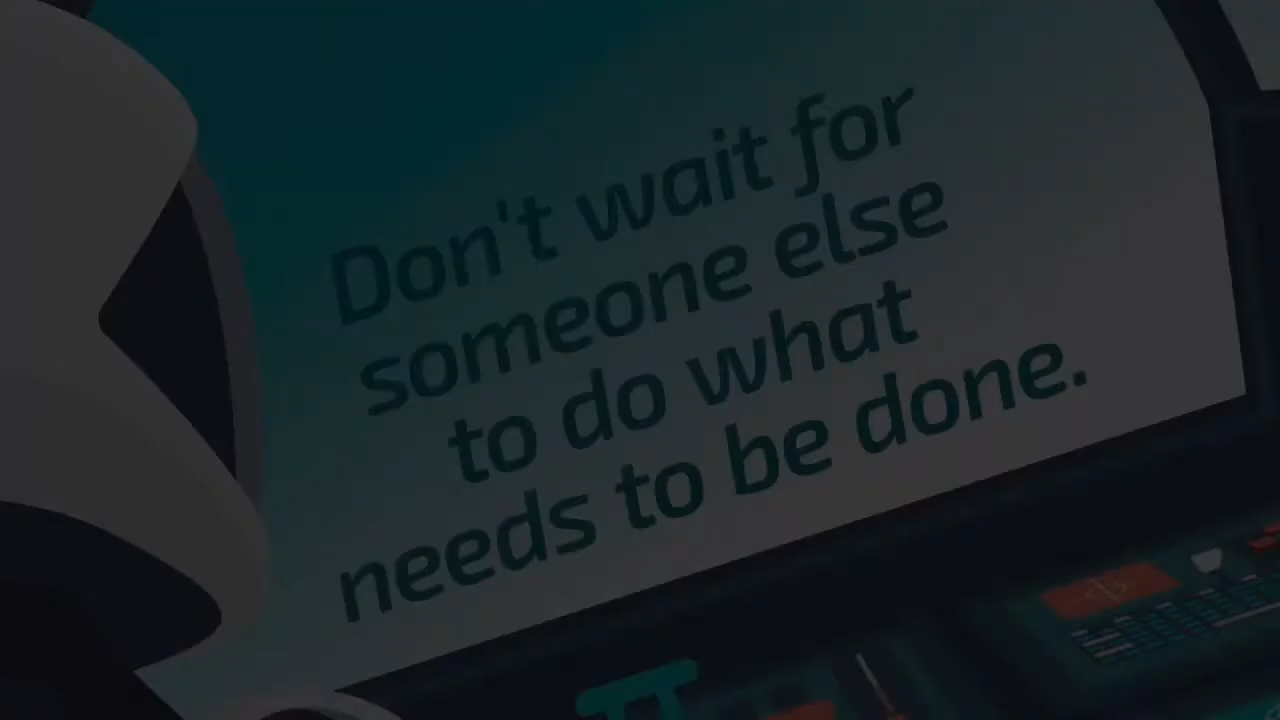 Don't wait for
someone else
to do what
needs to be done.